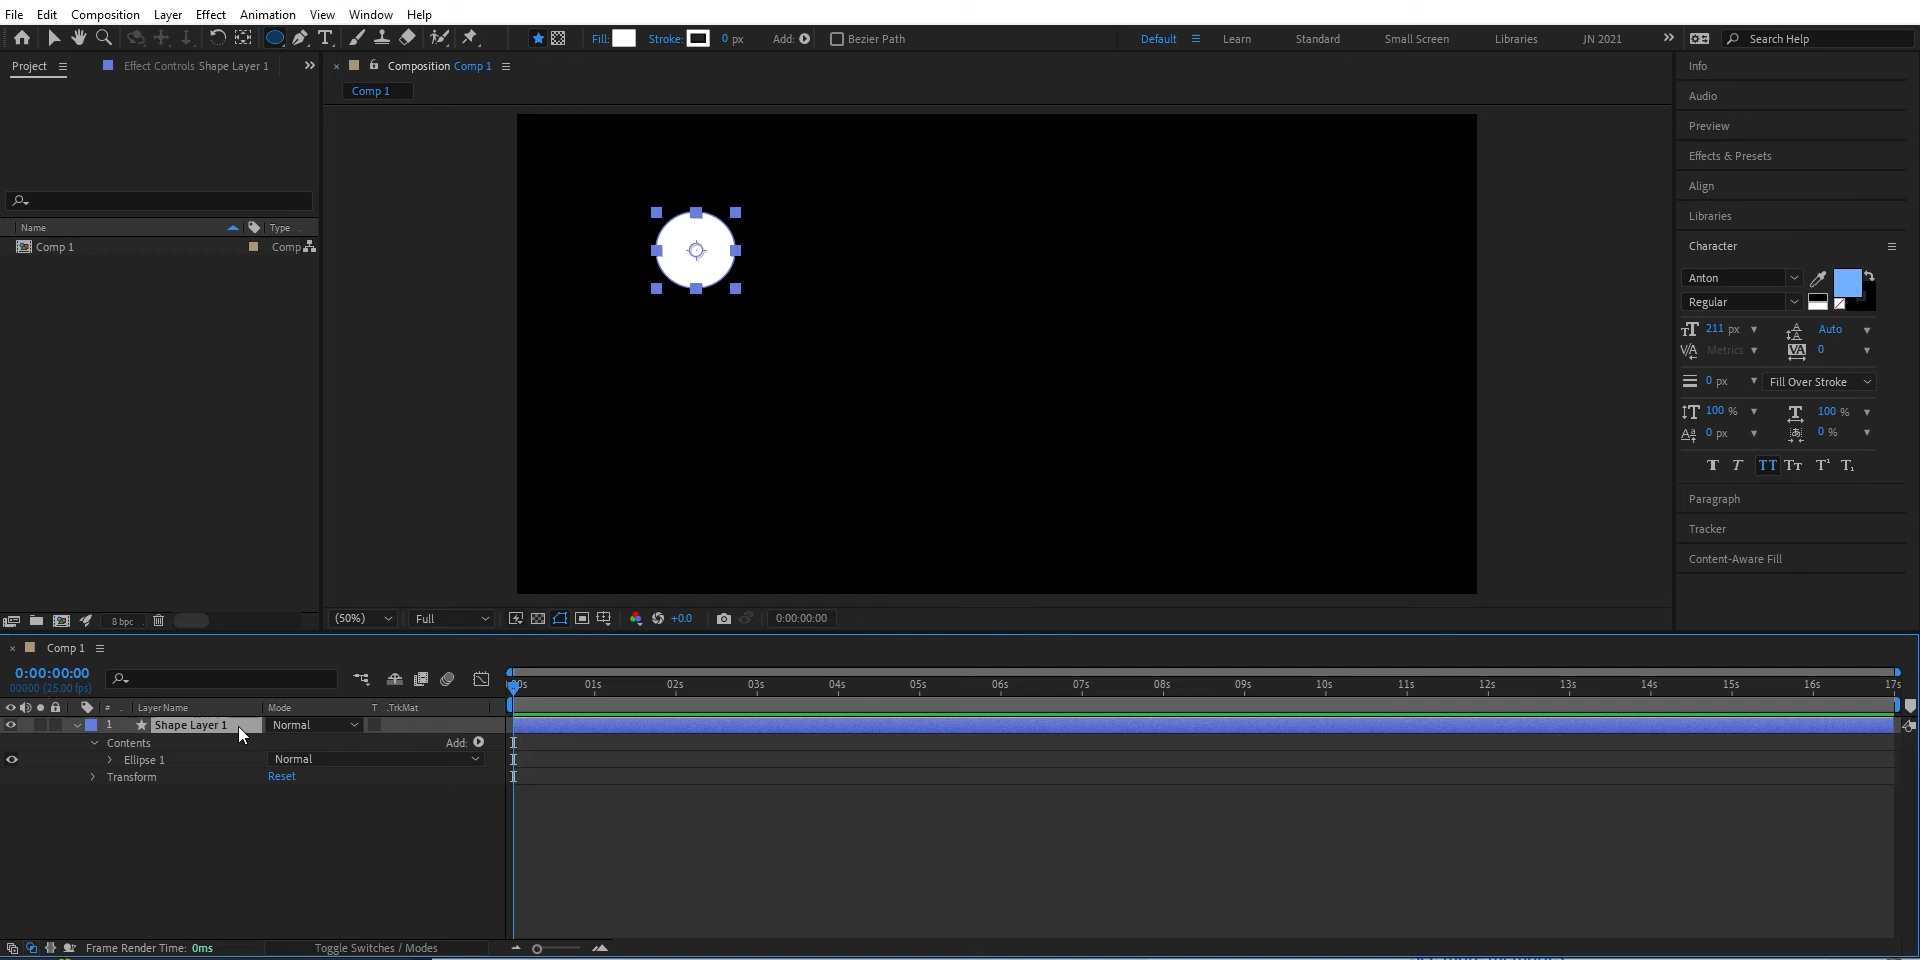 File Edit Composition Layer Effect Animation View Window Help
Fill: Stroke: 0 px Add: Bezier Path Default Learn Standard Small Screen Libraries JN 2021 Search Help
Project Effect Controls Shape Layer 1
Composition Comp 1
Comp 1
Name Type
Comp 1 Comp
8 bpc
(50%) Full +0.0 0:00:00:00
Info
Audio
Preview
Effects & Presets
Align
Libraries
Character
Anton
Regular
211 px Auto
Metrics 0
0 px Fill Over Stroke
100 % 100 %
0 px 0 %
Paragraph
Tracker
Content-Aware Fill
Comp 1
0:00:00:00
00000 (25.00 fps)
00s 01s 02s 03s 04s 05s 06s 07s 08s 09s 10s 11s 12s 13s 14s 15s 16s 17s
# Layer Name Mode T .TrkMat
1 Shape Layer 1 Normal
Contents Add:
Ellipse 1 Normal
Transform Reset
Frame Render Time: 0ms Toggle Switches / Modes